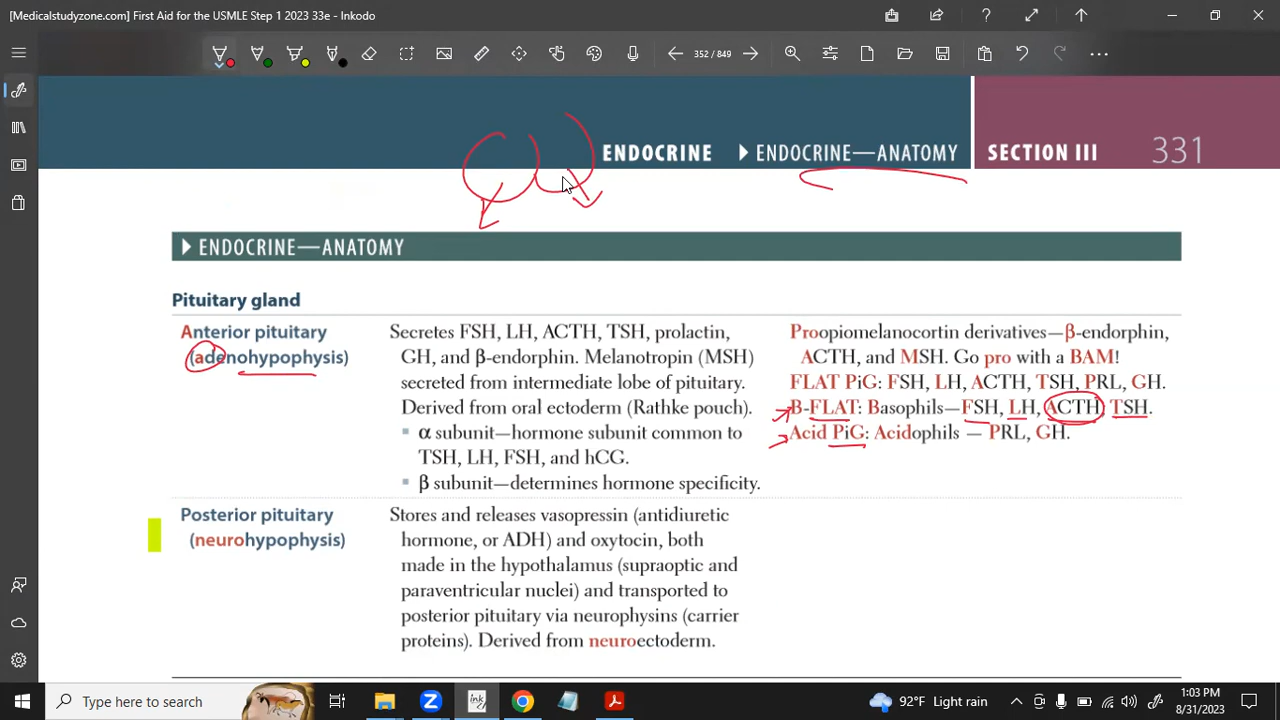 [Medicalstudyzone.com] First Aid for the USMLE Step 1 2023 33e - Inkodo
352 / 849
ENDOCRINE ▶ ENDOCRINE—ANATOMY SECTION III 331
▶ ENDOCRINE—ANATOMY
Pituitary gland
Anterior pituitary
(adenohypophysis)
Secretes FSH, LH, ACTH, TSH, prolactin,
GH, and β-endorphin. Melanotropin (MSH)
secreted from intermediate lobe of pituitary.
Derived from oral ectoderm (Rathke pouch).
▪ α subunit—hormone subunit common to
TSH, LH, FSH, and hCG.
▪ β subunit—determines hormone specificity.
Proopiomelanocortin derivatives—β-endorphin,
ACTH, and MSH. Go pro with a BAM!
FLAT PiG: FSH, LH, ACTH, TSH, PRL, GH.
B-FLAT: Basophils—FSH, LH, ACTH, TSH.
Acid PiG: Acidophils — PRL, GH.
Posterior pituitary
(neurohypophysis)
Stores and releases vasopressin (antidiuretic
hormone, or ADH) and oxytocin, both
made in the hypothalamus (supraoptic and
paraventricular nuclei) and transported to
posterior pituitary via neurophysins (carrier
proteins). Derived from neuroectoderm.
Type here to search
ink
92°F Light rain
1:03 PM
8/31/2023